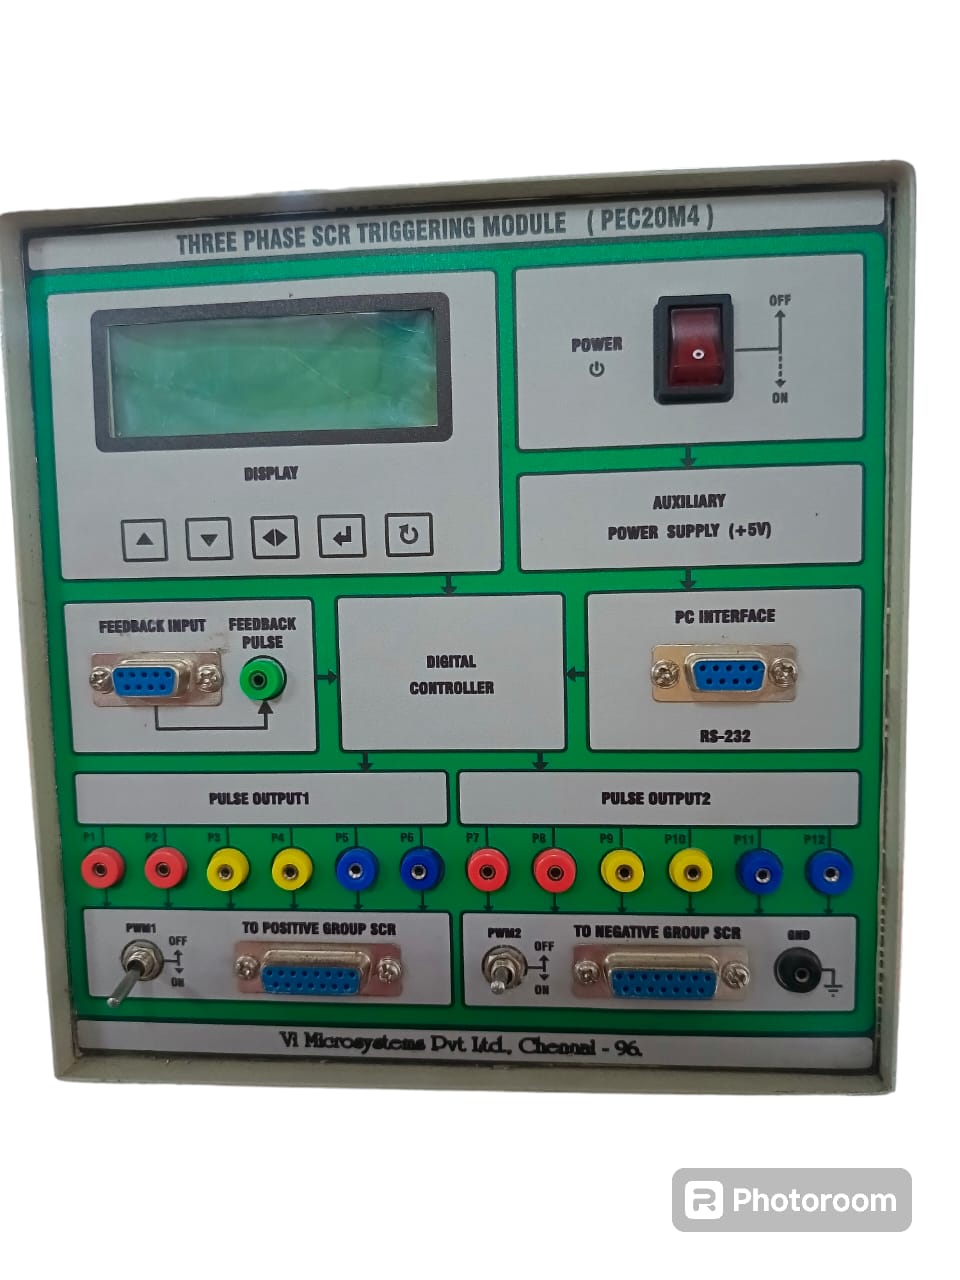 THREE PHASE SCR TRIGGERING MODULE ( PEC20M4 )
DISPLAY
POWER
OFF
ON
AUXILIARY
POWER SUPPLY (+5V)
FEEDBACK INPUT
FEEDBACK
PULSE
DIGITAL
CONTROLLER
PC INTERFACE
RS-232
PULSE OUTPUT1
PULSE OUTPUT2
P1 P2 P3 P4 P5 P6 P7 P8 P9 P10 P11 P12
PWM1
OFF
ON
TO POSITIVE GROUP SCR
PWM2
OFF
ON
TO NEGATIVE GROUP SCR
GND
Vi Microsystems Pvt. Ltd., Chennai - 96.
Photoroom